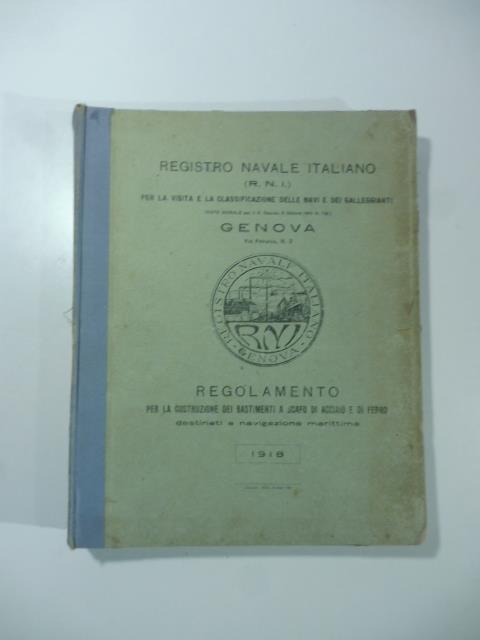 REGISTRO NAVALE ITALIANO
(R. N. I.)
PER LA VISITA E LA CLASSIFICAZIONE DELLE NAVI E DEI GALLEGGIANTI
GENOVA
REGISTRO NAVALE ITALIANO
RNI
GENOVA
REGOLAMENTO
PER LA COSTRUZIONE DEI BASTIMENTI A SCAFO DI ACCIAIO E DI FERRO
destinati a navigazione marittima
1918